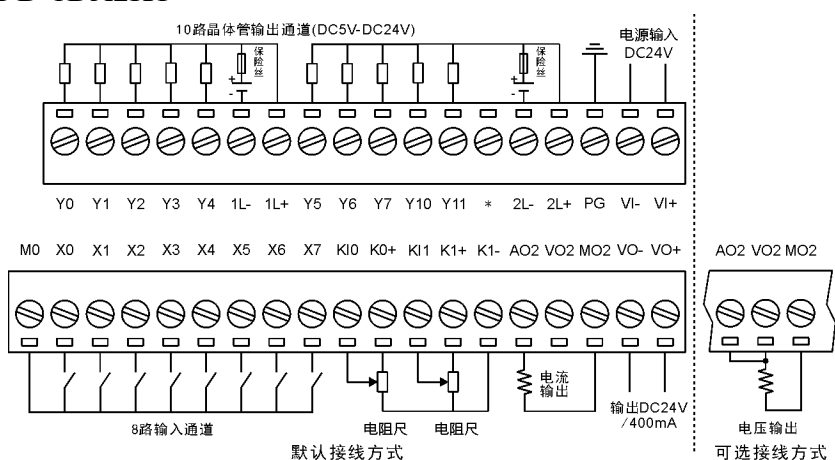 10路晶体管输出通道(DC5V-DC24V)
电源输入
DC24V
保险丝
保险丝
+
-
+
-
Y0 Y1 Y2 Y3 Y4 1L- 1L+ Y5 Y6 Y7 Y10 Y11 * 2L- 2L+ PG VI- VI+
M0 X0 X1 X2 X3 X4 X5 X6 X7 KI0 K0+ KI1 K1+ K1- AO2 VO2 MO2 VO- VO+
AO2 VO2 MO2
电流
输出
8路输入通道
电阻尺
电阻尺
输出DC24V
/400mA
电压输出
默认接线方式
可选接线方式